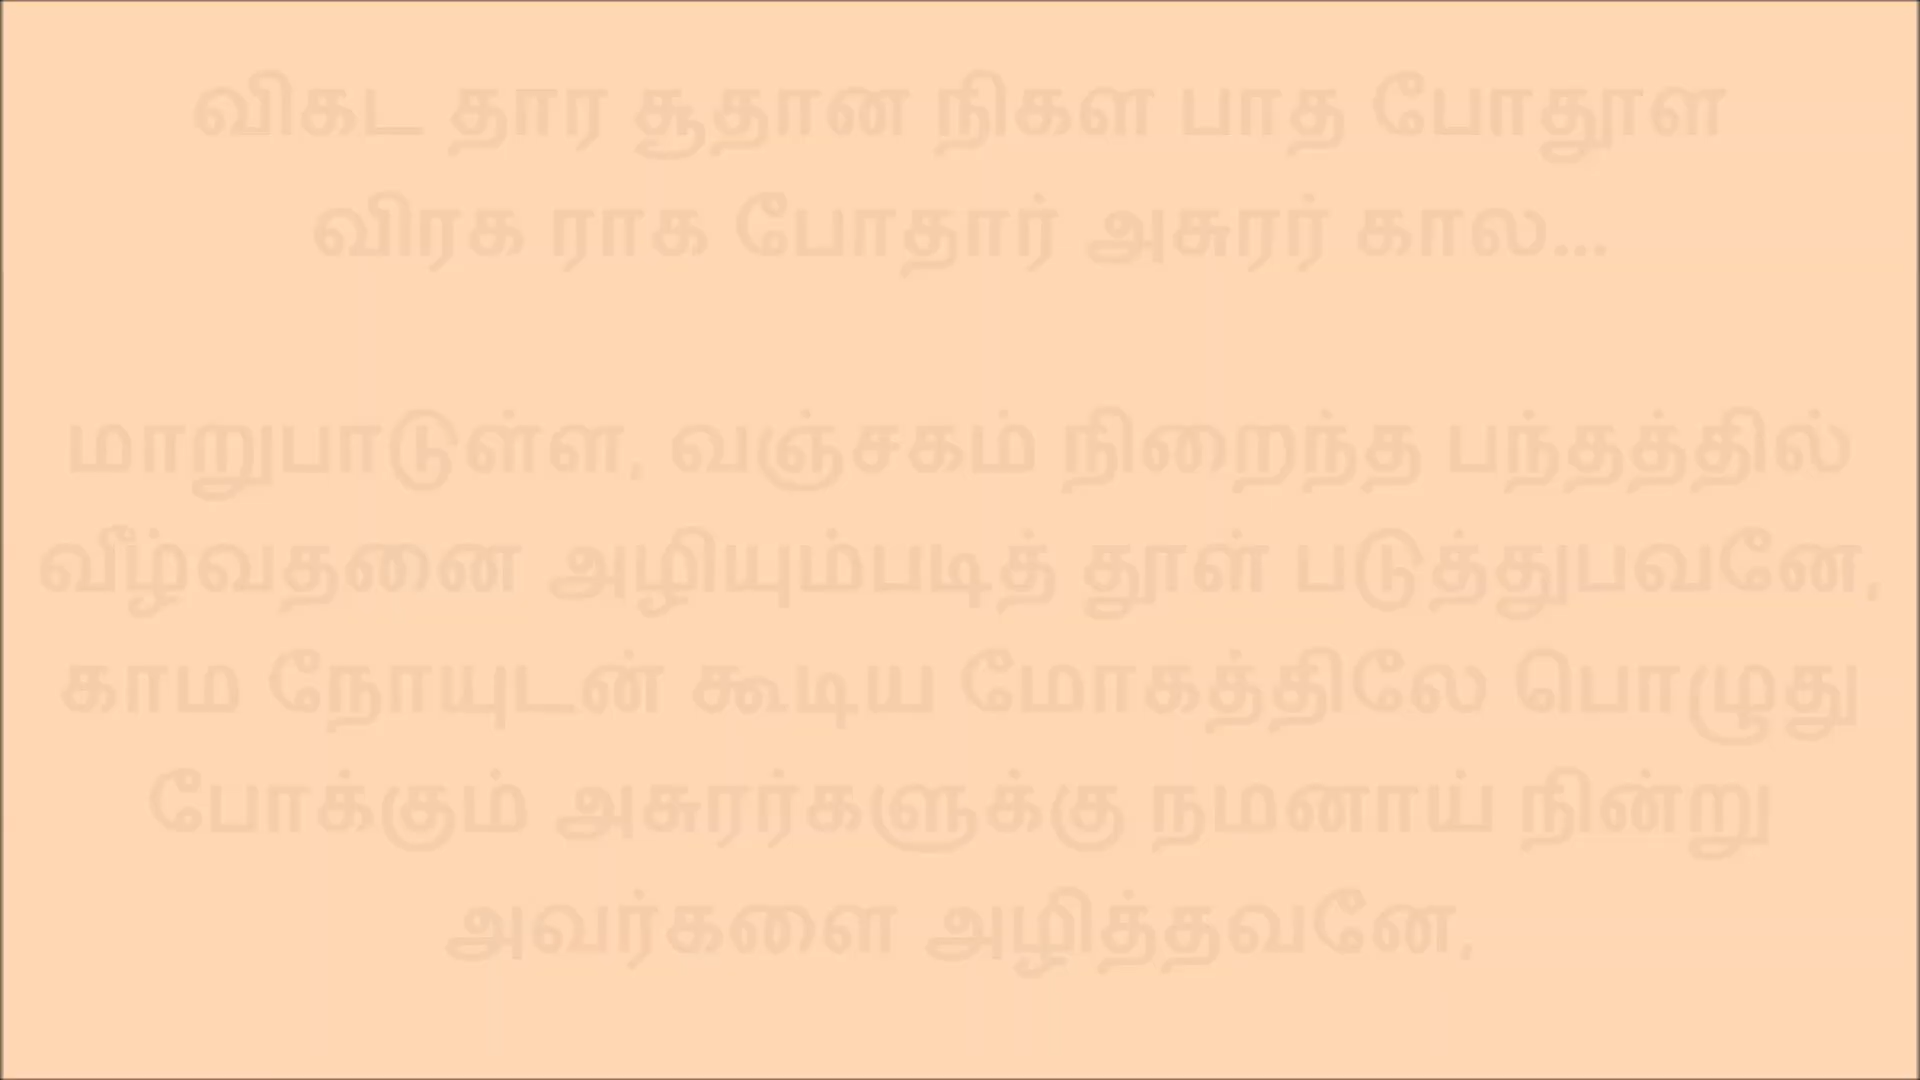 விகட தார சூதான நிகள பாத போதூள
விரக ராக போதார் அசுரர் கால...
மாறுபாடுள்ள, வஞ்சகம் நிறைந்த பந்தத்தில்
வீழ்வதனை அழியும்படித் தூள் படுத்துபவனே,
காம நோயுடன் கூடிய மோகத்திலே பொழுது
போக்கும் அசுரர்களுக்கு நமனாய் நின்று
அவர்களை அழித்தவனே,